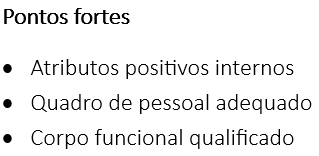 Pontos fortes
• Atributos positivos internos
• Quadro de pessoal adequado
• Corpo funcional qualificado